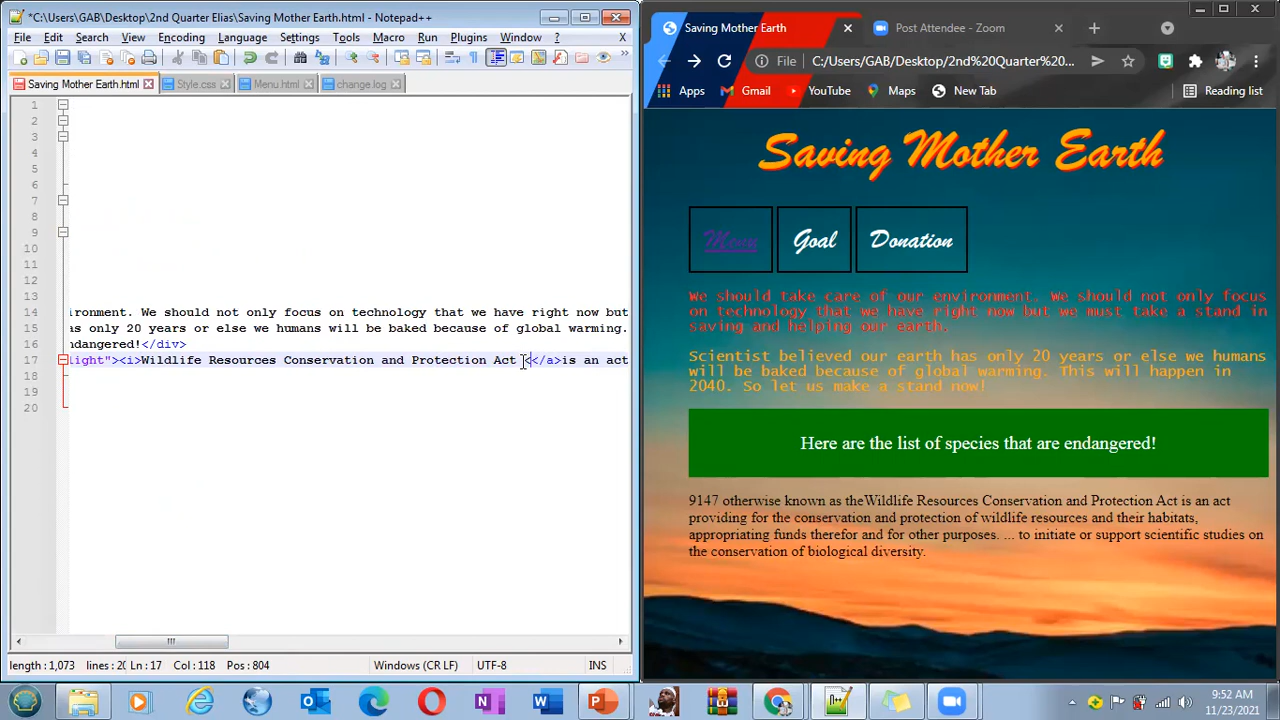 *C:\Users\GAB\Desktop\2nd Quarter Elias\Saving Mother Earth.html - Notepad++
File Edit Search View Encoding Language Settings Tools Macro Run Plugins Window ?
Saving Mother Earth.html Style.css Menu.html change.log
1
2
3
4
5
6
7
8
9
10
11
12
13
14 ironment. We should not only focus on technology that we have right now but
15 as only 20 years or else we humans will be baked because of global warming.
16 ndangered!</div>
17 light"><i>Wildlife Resources Conservation and Protection Act <</a>is an act
18
19
20
length : 1,073 lines: 20 Ln : 17 Col : 118 Pos : 804 Windows (CR LF) UTF-8 INS
Saving Mother Earth Post Attendee - Zoom
File C:/Users/GAB/Desktop/2nd%20Quarter%20...
Apps Gmail YouTube Maps New Tab Reading list
Saving Mother Earth
Menu Goal Donation
We should take care of our environment. We should not only focus
on technology that we have right now but we must take a stand in
saving and helping our earth.
Scientist believed our earth has only 20 years or else we humans
will be baked because of global warming. This will happen in
2040. So let us make a stand now!
Here are the list of species that are endangered!
9147 otherwise known as theWildlife Resources Conservation and Protection Act is an act
providing for the conservation and protection of wildlife resources and their habitats,
appropriating funds therefor and for other purposes. ... to initiate or support scientific studies on
the conservation of biological diversity.
9:52 AM
11/23/2021